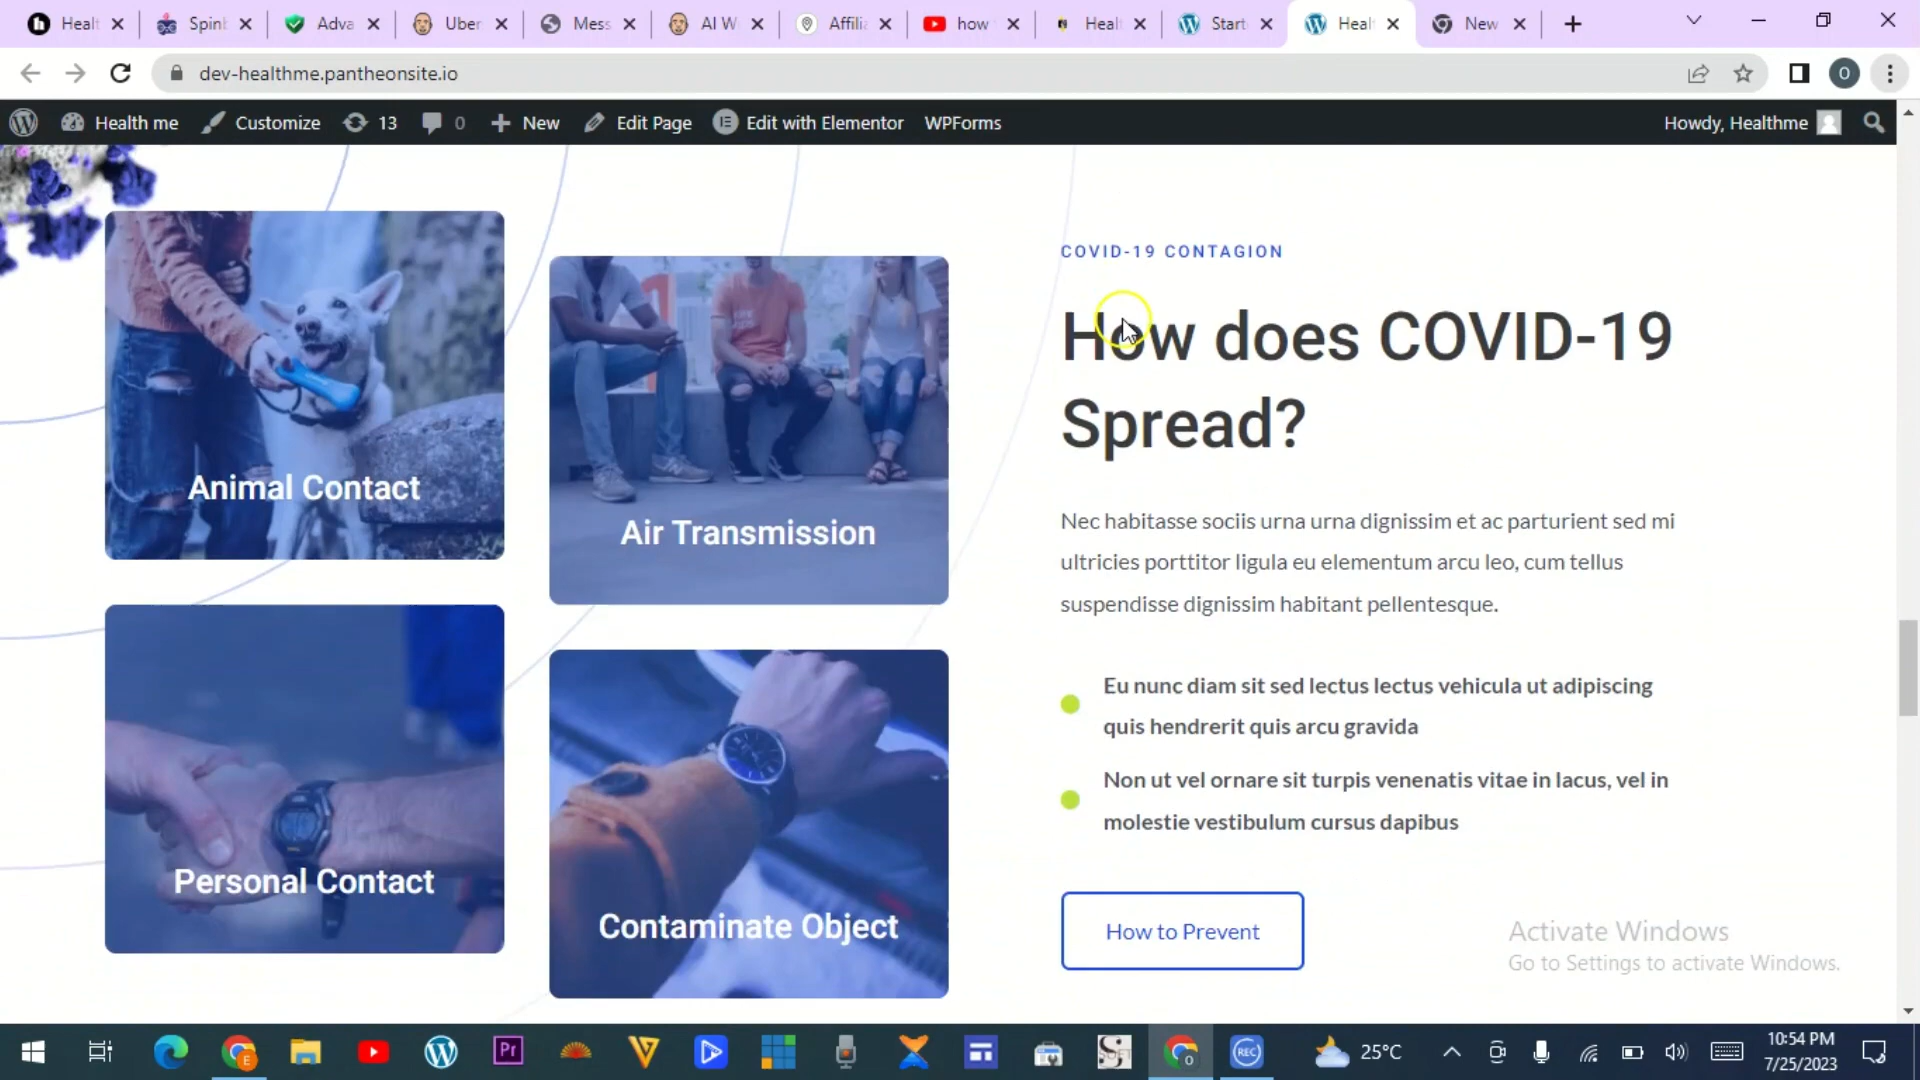 Healt
Spinb
Adva
Uber
Mess
AI W
Affilia
how
Healt
Start
Healt
New
dev-healthme.pantheonsite.io
O
Health me
Customize
13
0
New
Edit Page
Edit with Elementor
WPForms
Howdy, Healthme
Animal Contact
Air Transmission
Personal Contact
Contaminate Object
COVID-19 CONTAGION
How does COVID-19
Spread?
Nec habitasse sociis urna urna dignissim et ac parturient sed mi
ultricies porttitor ligula eu elementum arcu leo, cum tellus
suspendisse dignissim habitant pellentesque.
Eu nunc diam sit sed lectus lectus vehicula ut adipiscing
quis hendrerit quis arcu gravida
Non ut vel ornare sit turpis venenatis vitae in lacus, vel in
molestie vestibulum cursus dapibus
How to Prevent
Activate Windows
Go to Settings to activate Windows.
Pr
REC
25°C
10:54 PM
7/25/2023